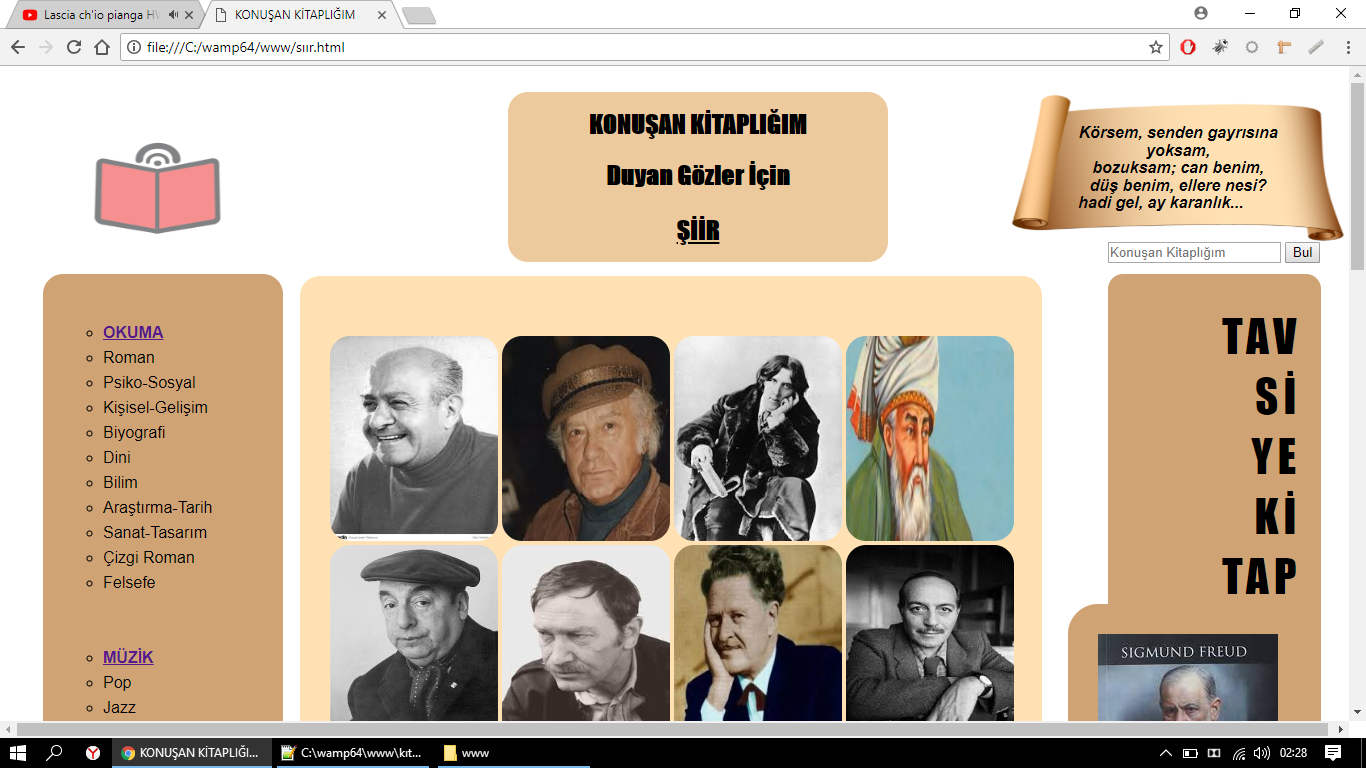 Lascia ch'io pianga H
KONUŞAN KİTAPLIĞIM
file:///C:/wamp64/www/sıır.html
KONUŞAN KİTAPLIĞIM
Duyan Gözler İçin
ŞİİR
Körsem, senden gayrısına
yoksam,
bozuksam; can benim,
düş benim, ellere nesi?
hadi gel, ay karanlık...
Konuşan Kitaplığım
Bul
OKUMA
Roman
Psiko-Sosyal
Kişisel-Gelişim
Biyografi
Dini
Bilim
Araştırma-Tarih
Sanat-Tasarım
Çizgi Roman
Felsefe
MÜZİK
Pop
Jazz
TAV
Sİ
YE
Kİ
TAP
SIGMUND FREUD
KONUŞAN KİTAPLIĞI...
C:\wamp64\www\kıt...
www
02:28